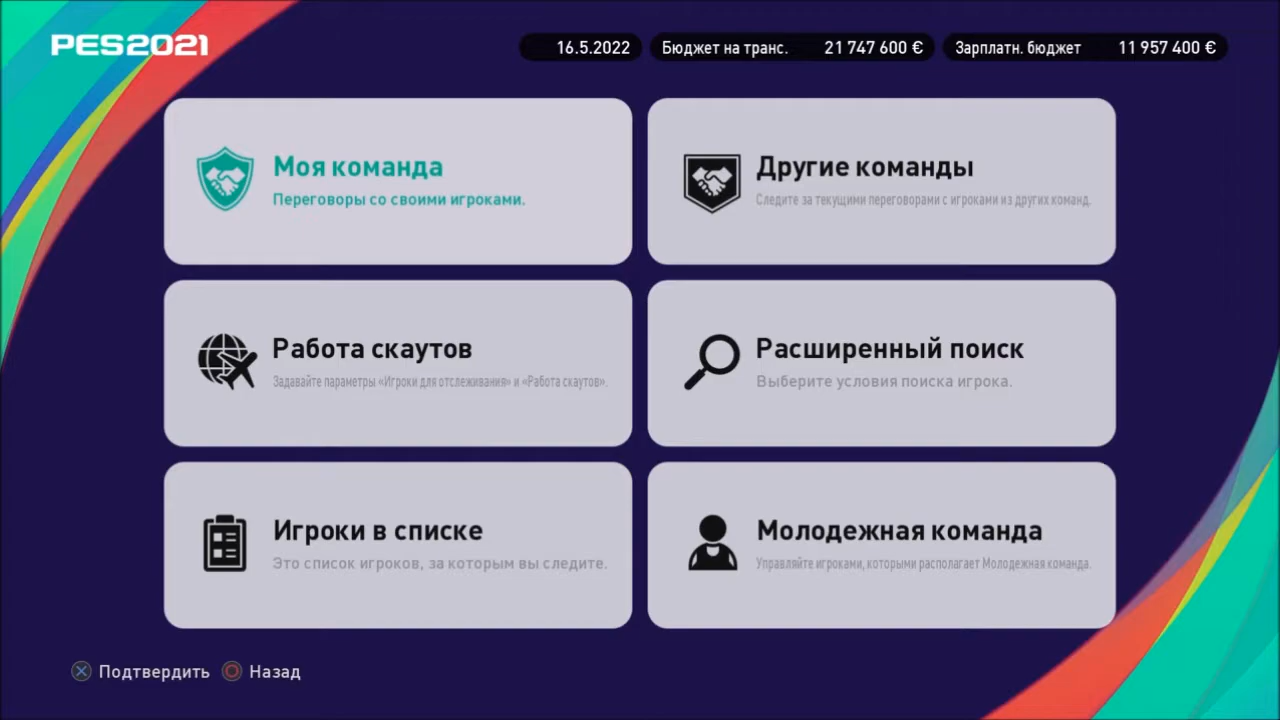 PES2021
16.5.2022
Бюджет на транс. 21 747 600 €
Зарплатн. бюджет 11 957 400 €
Моя команда
Переговоры со своими игроками.
Другие команды
Следите за текущими переговорами с игроками из других команд.
Работа скаутов
Задавайте параметры «Игроки для отслеживания» и «Работа скаутов».
Расширенный поиск
Выберите условия поиска игрока.
Игроки в списке
Это список игроков, за которым вы следите.
Молодежная команда
Управляйте игроками, которыми располагает Молодежная команда.
Подтвердить
Назад